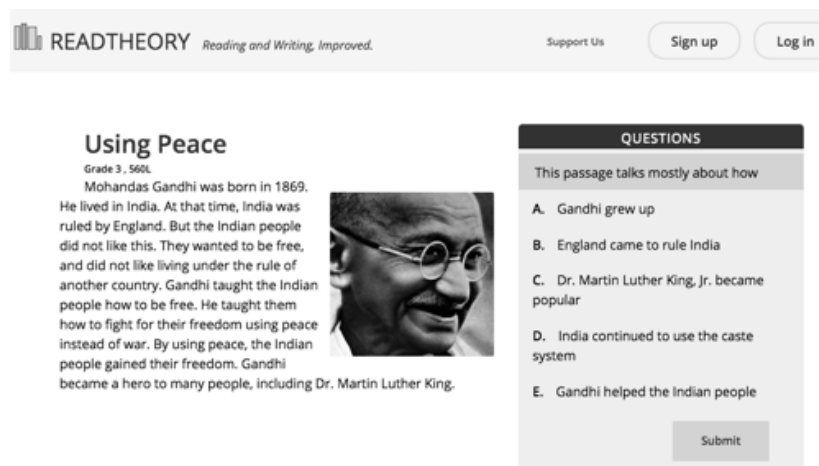 READTHEORY Reading and Writing, Improved. Support Us Sign up Log in
Using Peace
Grade 3 , 560L
Mohandas Gandhi was born in 1869.
He lived in India. At that time, India was
ruled by England. But the Indian people
did not like this. They wanted to be free,
and did not like living under the rule of
another country. Gandhi taught the Indian
people how to be free. He taught them
how to fight for their freedom using peace
instead of war. By using peace, the Indian
people gained their freedom. Gandhi
became a hero to many people, including Dr. Martin Luther King.
QUESTIONS
This passage talks mostly about how
A. Gandhi grew up
B. England came to rule India
C. Dr. Martin Luther King, Jr. became
popular
D. India continued to use the caste
system
E. Gandhi helped the Indian people
Submit